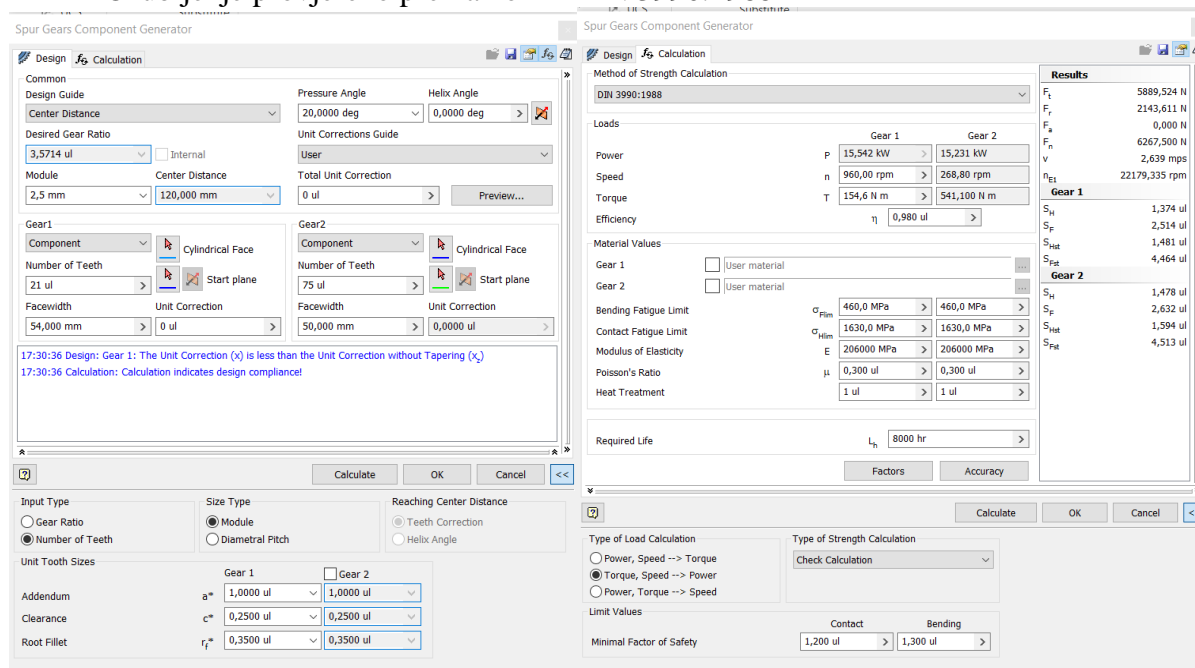 Spur Gears Component Generator
Design Calculation
Common
Design Guide Pressure Angle Helix Angle
Center Distance 20,0000 deg 0,0000 deg
Desired Gear Ratio Unit Corrections Guide
3,5714 ul Internal User
Module Center Distance Total Unit Correction
2,5 mm 120,000 mm 0 ul Preview...
Gear1 Gear2
Component Cylindrical Face Component Cylindrical Face
Number of Teeth Number of Teeth
21 ul Start plane 75 ul Start plane
Facewidth Unit Correction Facewidth Unit Correction
54,000 mm 0 ul 50,000 mm 0,0000 ul
17:30:36 Design: Gear 1: The Unit Correction (x) is less than the Unit Correction without Tapering (xz)
17:30:36 Calculation: Calculation indicates design compliance!
Calculate OK Cancel <<
Input Type Size Type Reaching Center Distance
Gear Ratio Module Teeth Correction
Number of Teeth Diametral Pitch Helix Angle
Unit Tooth Sizes
Gear 1 Gear 2
Addendum a* 1,0000 ul 1,0000 ul
Clearance c* 0,2500 ul 0,2500 ul
Root Fillet rf* 0,3500 ul 0,3500 ul
Spur Gears Component Generator
Design Calculation
Method of Strength Calculation
DIN 3990:1988
Loads
Gear 1 Gear 2
Power P 15,542 kW 15,231 kW
Speed n 960,00 rpm 268,80 rpm
Torque T 154,6 N m 541,100 N m
Efficiency η 0,980 ul
Material Values
Gear 1 User material ...
Gear 2 User material ...
Bending Fatigue Limit σFlim 460,0 MPa 460,0 MPa
Contact Fatigue Limit σHlim 1630,0 MPa 1630,0 MPa
Modulus of Elasticity E 206000 MPa 206000 MPa
Poisson's Ratio μ 0,300 ul 0,300 ul
Heat Treatment 1 ul 1 ul
Required Life Lh 8000 hr
Factors Accuracy
Results
Ft 5889,524 N
Fr 2143,611 N
Fa 0,000 N
Fn 6267,500 N
v 2,639 mps
nE1 22179,335 rpm
Gear 1
SH 1,374 ul
SF 2,514 ul
SHst 1,481 ul
SFst 4,464 ul
Gear 2
SH 1,478 ul
SF 2,632 ul
SHst 1,594 ul
SFst 4,513 ul
Calculate OK Cancel
Type of Load Calculation Type of Strength Calculation
Power, Speed --> Torque Check Calculation
Torque, Speed --> Power
Power, Torque --> Speed
Limit Values
Contact Bending
Minimal Factor of Safety 1,200 ul 1,300 ul